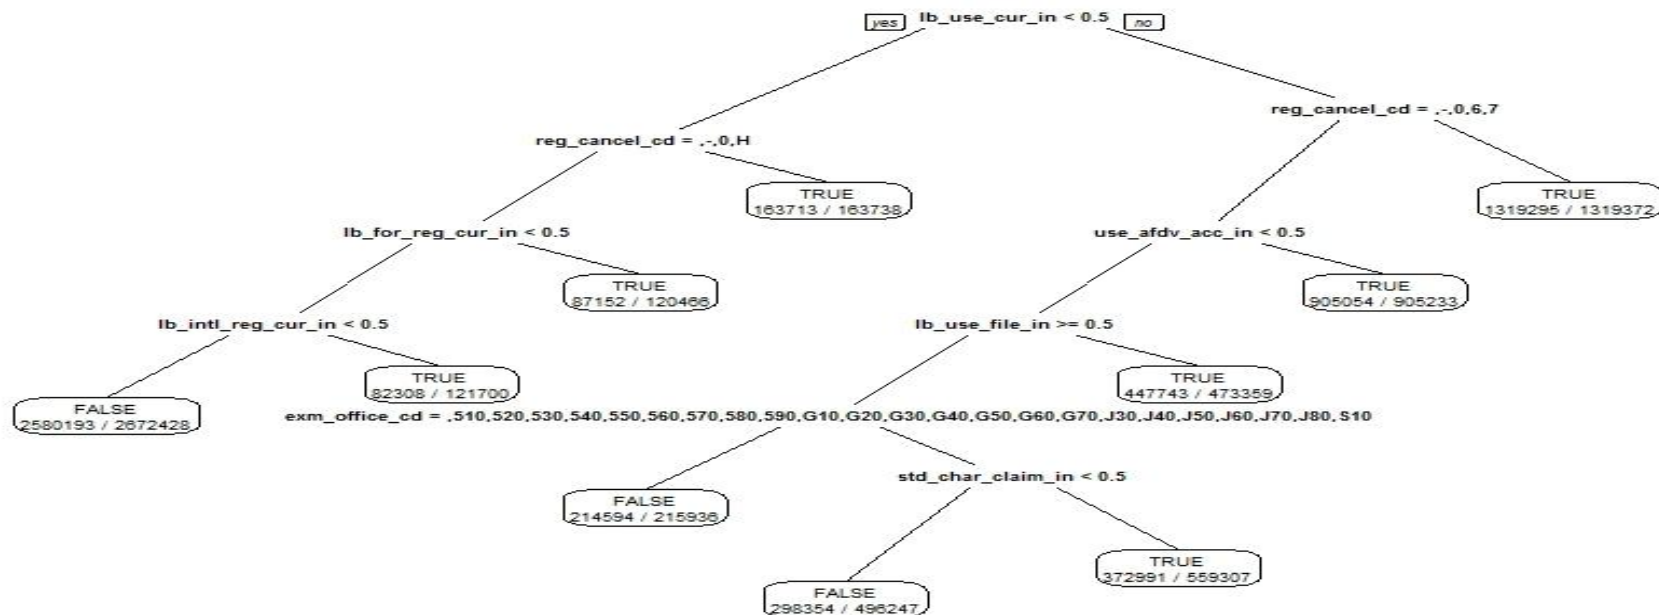 yes lb_use_cur_in < 0.5 no
reg_cancel_cd = ,-,0,6,7
reg_cancel_cd = ,-,0,H
TRUE
163713 / 163738
TRUE
1319295 / 1319372
lb_for_reg_cur_in < 0.5
use_afdv_acc_in < 0.5
TRUE
87152 / 120466
TRUE
905054 / 905233
lb_intl_reg_cur_in < 0.5
lb_use_file_in >= 0.5
TRUE
82308 / 121700
TRUE
447743 / 473359
FALSE
2580193 / 2672428
exm_office_cd = ,510,520,530,540,550,560,570,580,590,G10,G20,G30,G40,G50,G60,G70,J30,J40,J50,J60,J70,J80,S10
std_char_claim_in < 0.5
FALSE
214594 / 215936
TRUE
372991 / 559307
FALSE
298354 / 496247